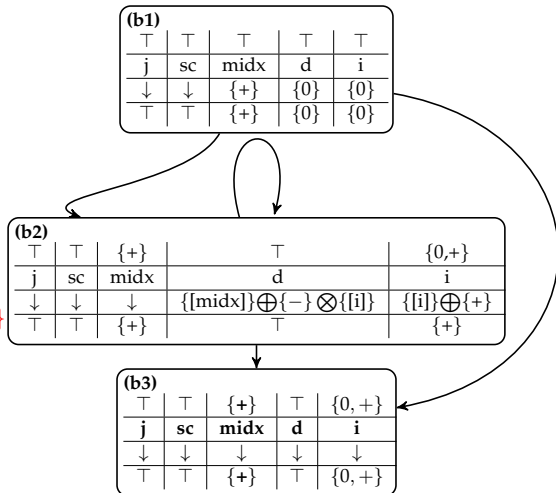 (b1)
⊤ ⊤ ⊤ ⊤ ⊤
j sc midx d i
↓ ↓ {+} {0} {0}
⊤ ⊤ {+} {0} {0}
(b2)
⊤ ⊤ {+} ⊤ {0,+}
j sc midx d i
↓ ↓ ↓ {[midx]}⊕{−}⊗{[i]} {[i]}⊕{+}
⊤ ⊤ {+} ⊤ {+}
}
(b3)
⊤ ⊤ {+} ⊤ {0, +}
j sc midx d i
↓ ↓ ↓ ↓ ↓
⊤ ⊤ {+} ⊤ {0, +}